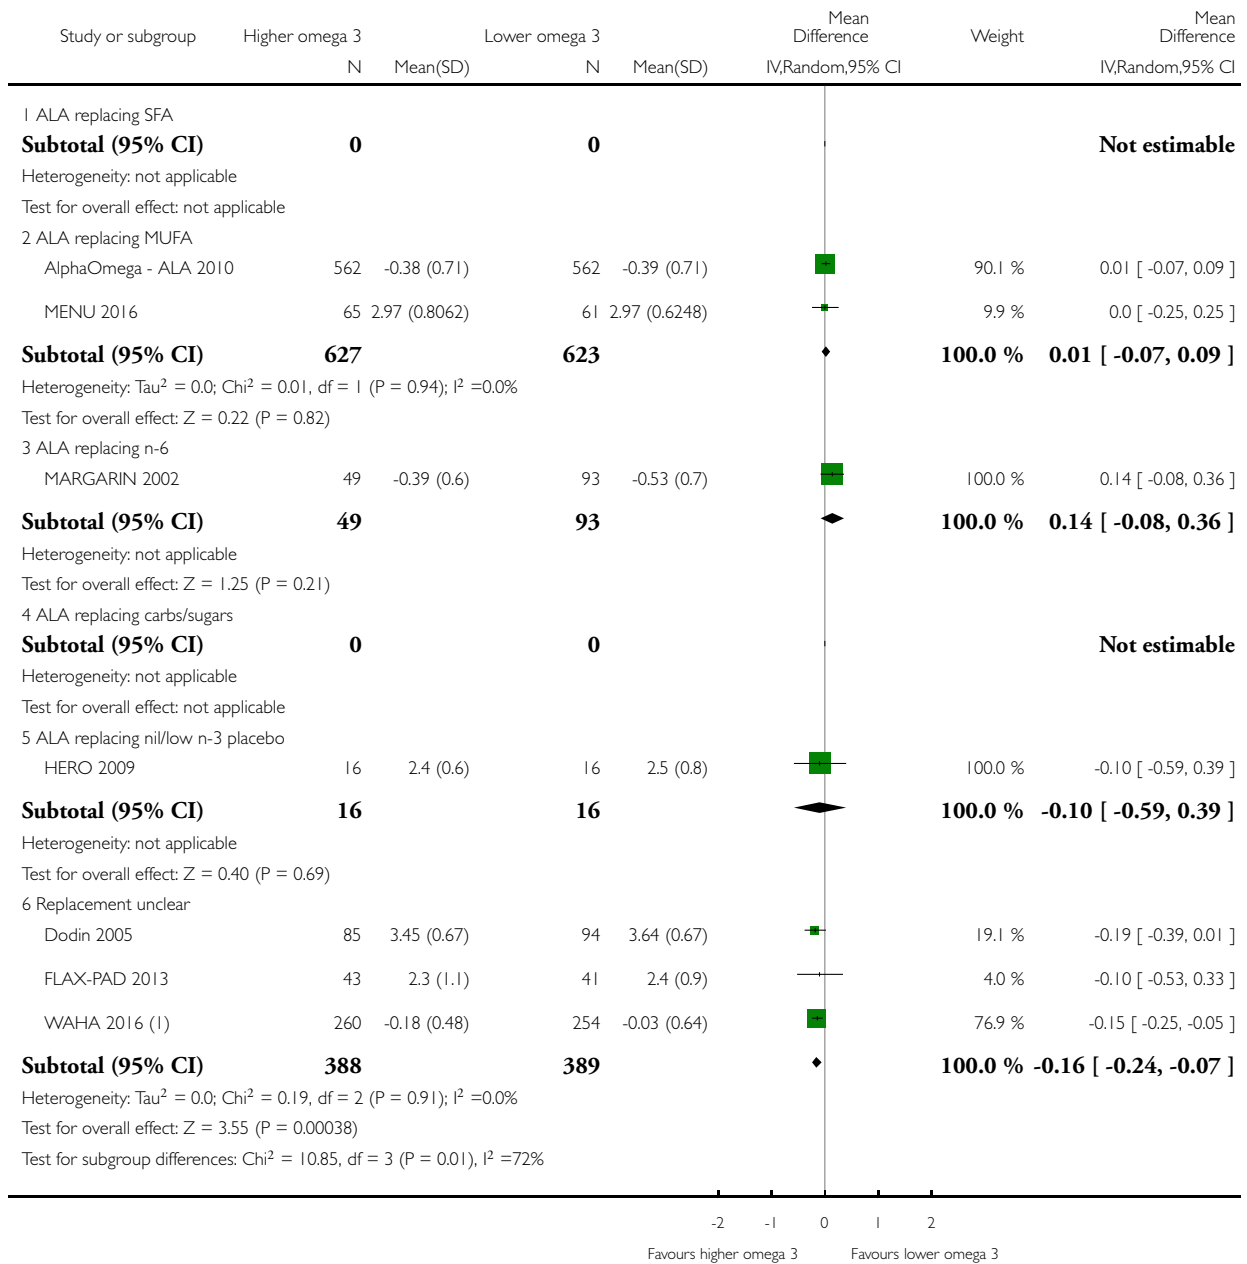 Study or subgroup Higher omega 3 Lower omega 3 Mean Difference Weight Mean Difference
N Mean(SD) N Mean(SD) IV,Random,95% CI IV,Random,95% CI
1 ALA replacing SFA
Subtotal (95% CI) 0 0 Not estimable
Heterogeneity: not applicable
Test for overall effect: not applicable
2 ALA replacing MUFA
AlphaOmega - ALA 2010 562 -0.38 (0.71) 562 -0.39 (0.71) 90.1 % 0.01 [ -0.07, 0.09 ]
MENU 2016 65 2.97 (0.8062) 61 2.97 (0.6248) 9.9 % 0.0 [ -0.25, 0.25 ]
Subtotal (95% CI) 627 623 100.0 % 0.01 [ -0.07, 0.09 ]
Heterogeneity: Tau² = 0.0; Chi² = 0.01, df = 1 (P = 0.94); I² =0.0%
Test for overall effect: Z = 0.22 (P = 0.82)
3 ALA replacing n-6
MARGARIN 2002 49 -0.39 (0.6) 93 -0.53 (0.7) 100.0 % 0.14 [ -0.08, 0.36 ]
Subtotal (95% CI) 49 93 100.0 % 0.14 [ -0.08, 0.36 ]
Heterogeneity: not applicable
Test for overall effect: Z = 1.25 (P = 0.21)
4 ALA replacing carbs/sugars
Subtotal (95% CI) 0 0 Not estimable
Heterogeneity: not applicable
Test for overall effect: not applicable
5 ALA replacing nil/low n-3 placebo
HERO 2009 16 2.4 (0.6) 16 2.5 (0.8) 100.0 % -0.10 [ -0.59, 0.39 ]
Subtotal (95% CI) 16 16 100.0 % -0.10 [ -0.59, 0.39 ]
Heterogeneity: not applicable
Test for overall effect: Z = 0.40 (P = 0.69)
6 Replacement unclear
Dodin 2005 85 3.45 (0.67) 94 3.64 (0.67) 19.1 % -0.19 [ -0.39, 0.01 ]
FLAX-PAD 2013 43 2.3 (1.1) 41 2.4 (0.9) 4.0 % -0.10 [ -0.53, 0.33 ]
WAHA 2016 (1) 260 -0.18 (0.48) 254 -0.03 (0.64) 76.9 % -0.15 [ -0.25, -0.05 ]
Subtotal (95% CI) 388 389 100.0 % -0.16 [ -0.24, -0.07 ]
Heterogeneity: Tau² = 0.0; Chi² = 0.19, df = 2 (P = 0.91); I² =0.0%
Test for overall effect: Z = 3.55 (P = 0.00038)
Test for subgroup differences: Chi² = 10.85, df = 3 (P = 0.01), I² =72%
-2 -1 0 1 2
Favours higher omega 3 Favours lower omega 3